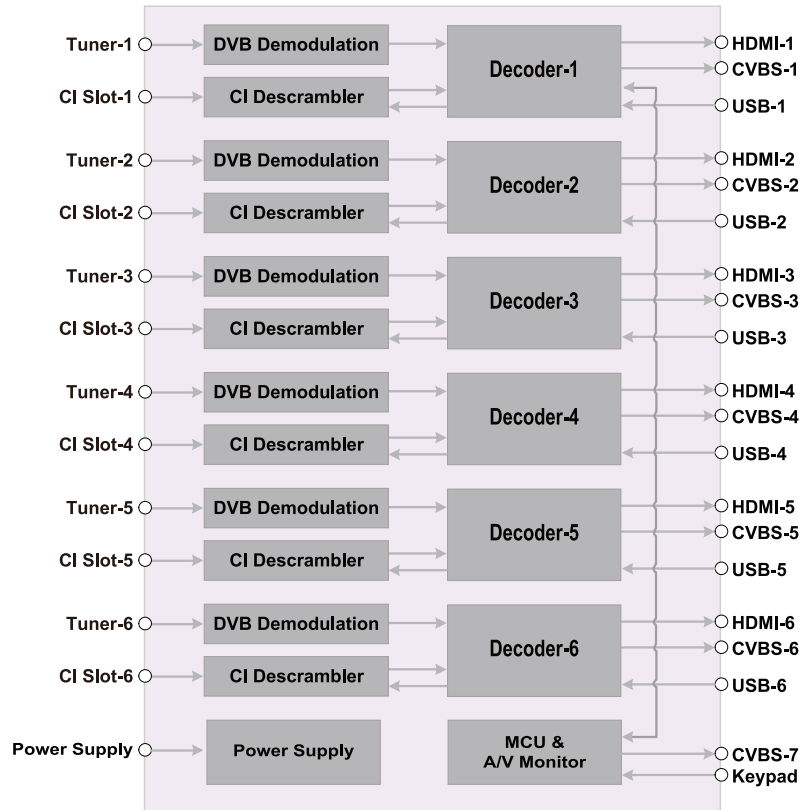 Tuner-1
DVB Demodulation
Decoder-1
HDMI-1
CVBS-1
CI Slot-1
CI Descrambler
USB-1
Tuner-2
DVB Demodulation
Decoder-2
HDMI-2
CVBS-2
CI Slot-2
CI Descrambler
USB-2
Tuner-3
DVB Demodulation
Decoder-3
HDMI-3
CVBS-3
CI Slot-3
CI Descrambler
USB-3
Tuner-4
DVB Demodulation
Decoder-4
HDMI-4
CVBS-4
CI Slot-4
CI Descrambler
USB-4
Tuner-5
DVB Demodulation
Decoder-5
HDMI-5
CVBS-5
CI Slot-5
CI Descrambler
USB-5
Tuner-6
DVB Demodulation
Decoder-6
HDMI-6
CVBS-6
CI Slot-6
CI Descrambler
USB-6
Power Supply
Power Supply
MCU &
A/V Monitor
CVBS-7
Keypad